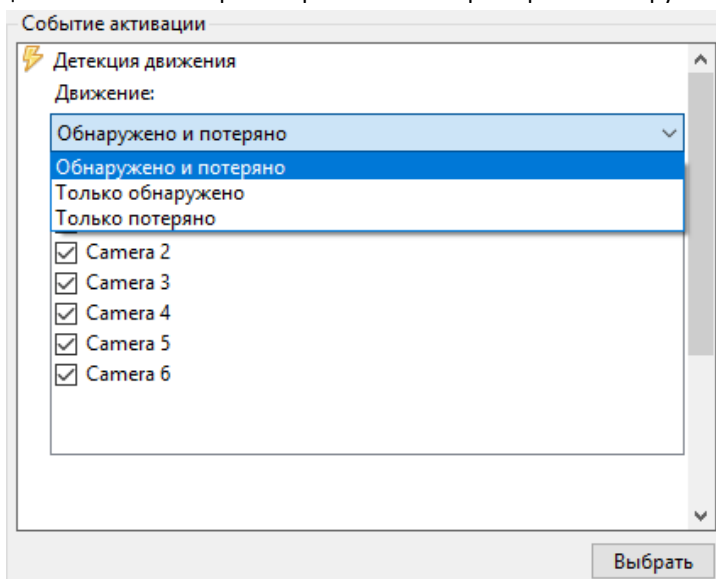 Событие активации
Детекция движения
Движение:
Обнаружено и потеряно
Обнаружено и потеряно
Только обнаружено
Только потеряно
Camera 2
Camera 3
Camera 4
Camera 5
Camera 6
Выбрать